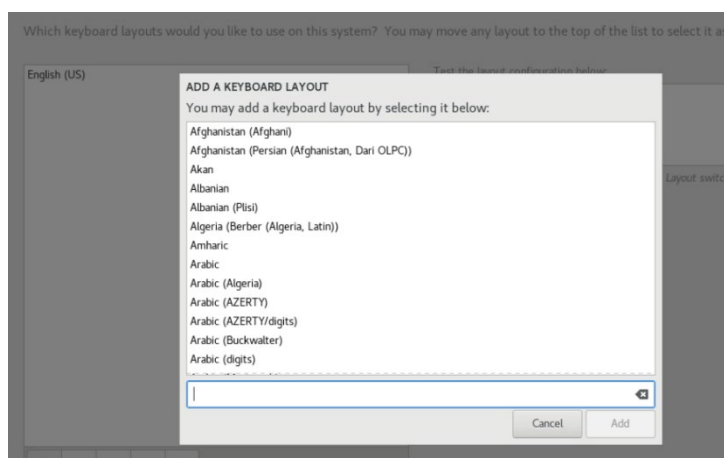 Which keyboard layouts would you like to use on this system? You may move any layout to the top of the list to select it as
English (US)
Test the layout configuration below:
ADD A KEYBOARD LAYOUT
You may add a keyboard layout by selecting it below:
Afghanistan (Afghani)
Afghanistan (Persian (Afghanistan, Dari OLPC))
Akan
Albanian
Albanian (Plisi)
Algeria (Berber (Algeria, Latin))
Amharic
Arabic
Arabic (Algeria)
Arabic (AZERTY)
Arabic (AZERTY/digits)
Arabic (Buckwalter)
Arabic (digits)
Layout switc
Cancel
Add